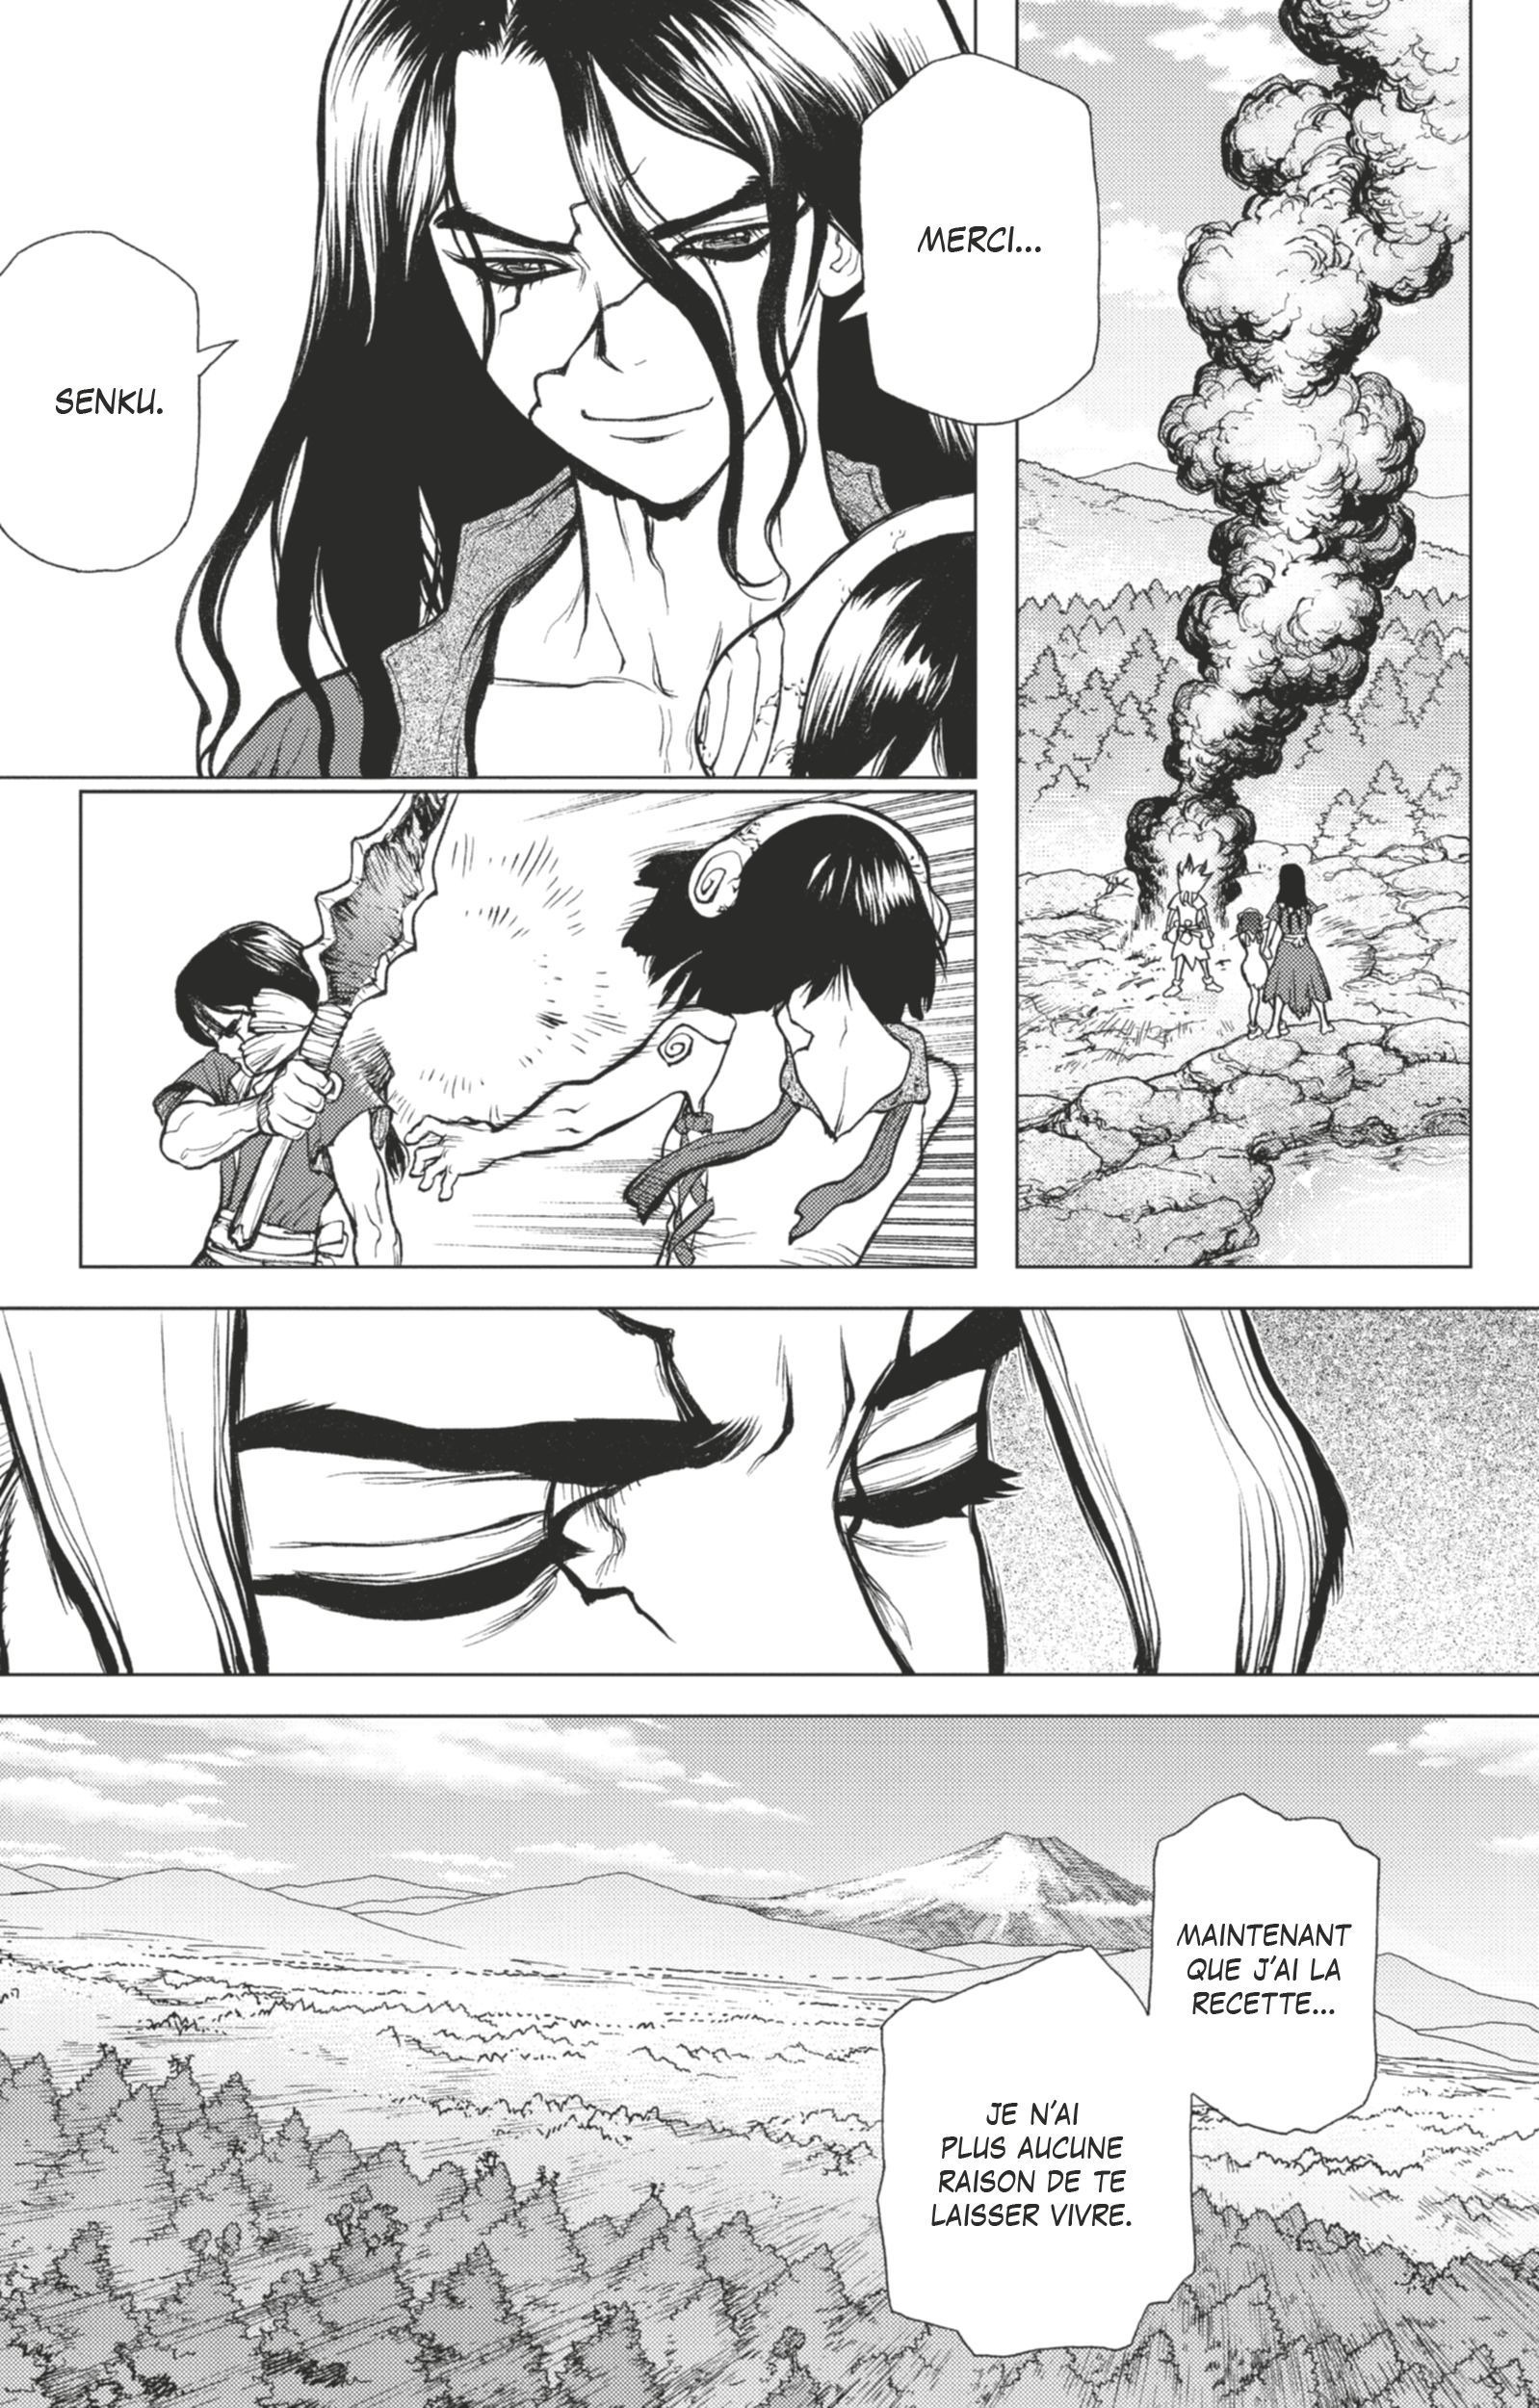 MERCI...
SENKU.
MAINTENANT
QUE J'AI LA
RECETTE...
JE N'AI
PLUS AUCUNE
RAISON DE TE
LAISSER VIVRE.